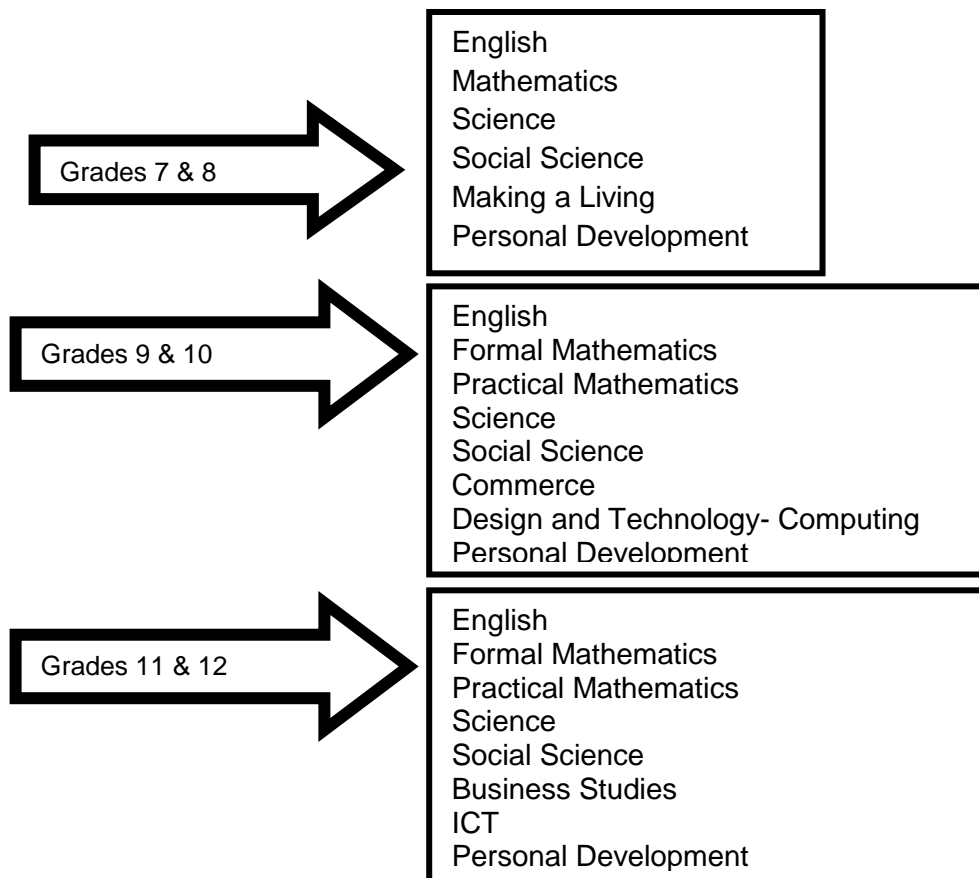 Grades 7 & 8
English
Mathematics
Science
Social Science
Making a Living
Personal Development
Grades 9 & 10
English
Formal Mathematics
Practical Mathematics
Science
Social Science
Commerce
Design and Technology- Computing
Personal Development
Grades 11 & 12
English
Formal Mathematics
Practical Mathematics
Science
Social Science
Business Studies
ICT
Personal Development